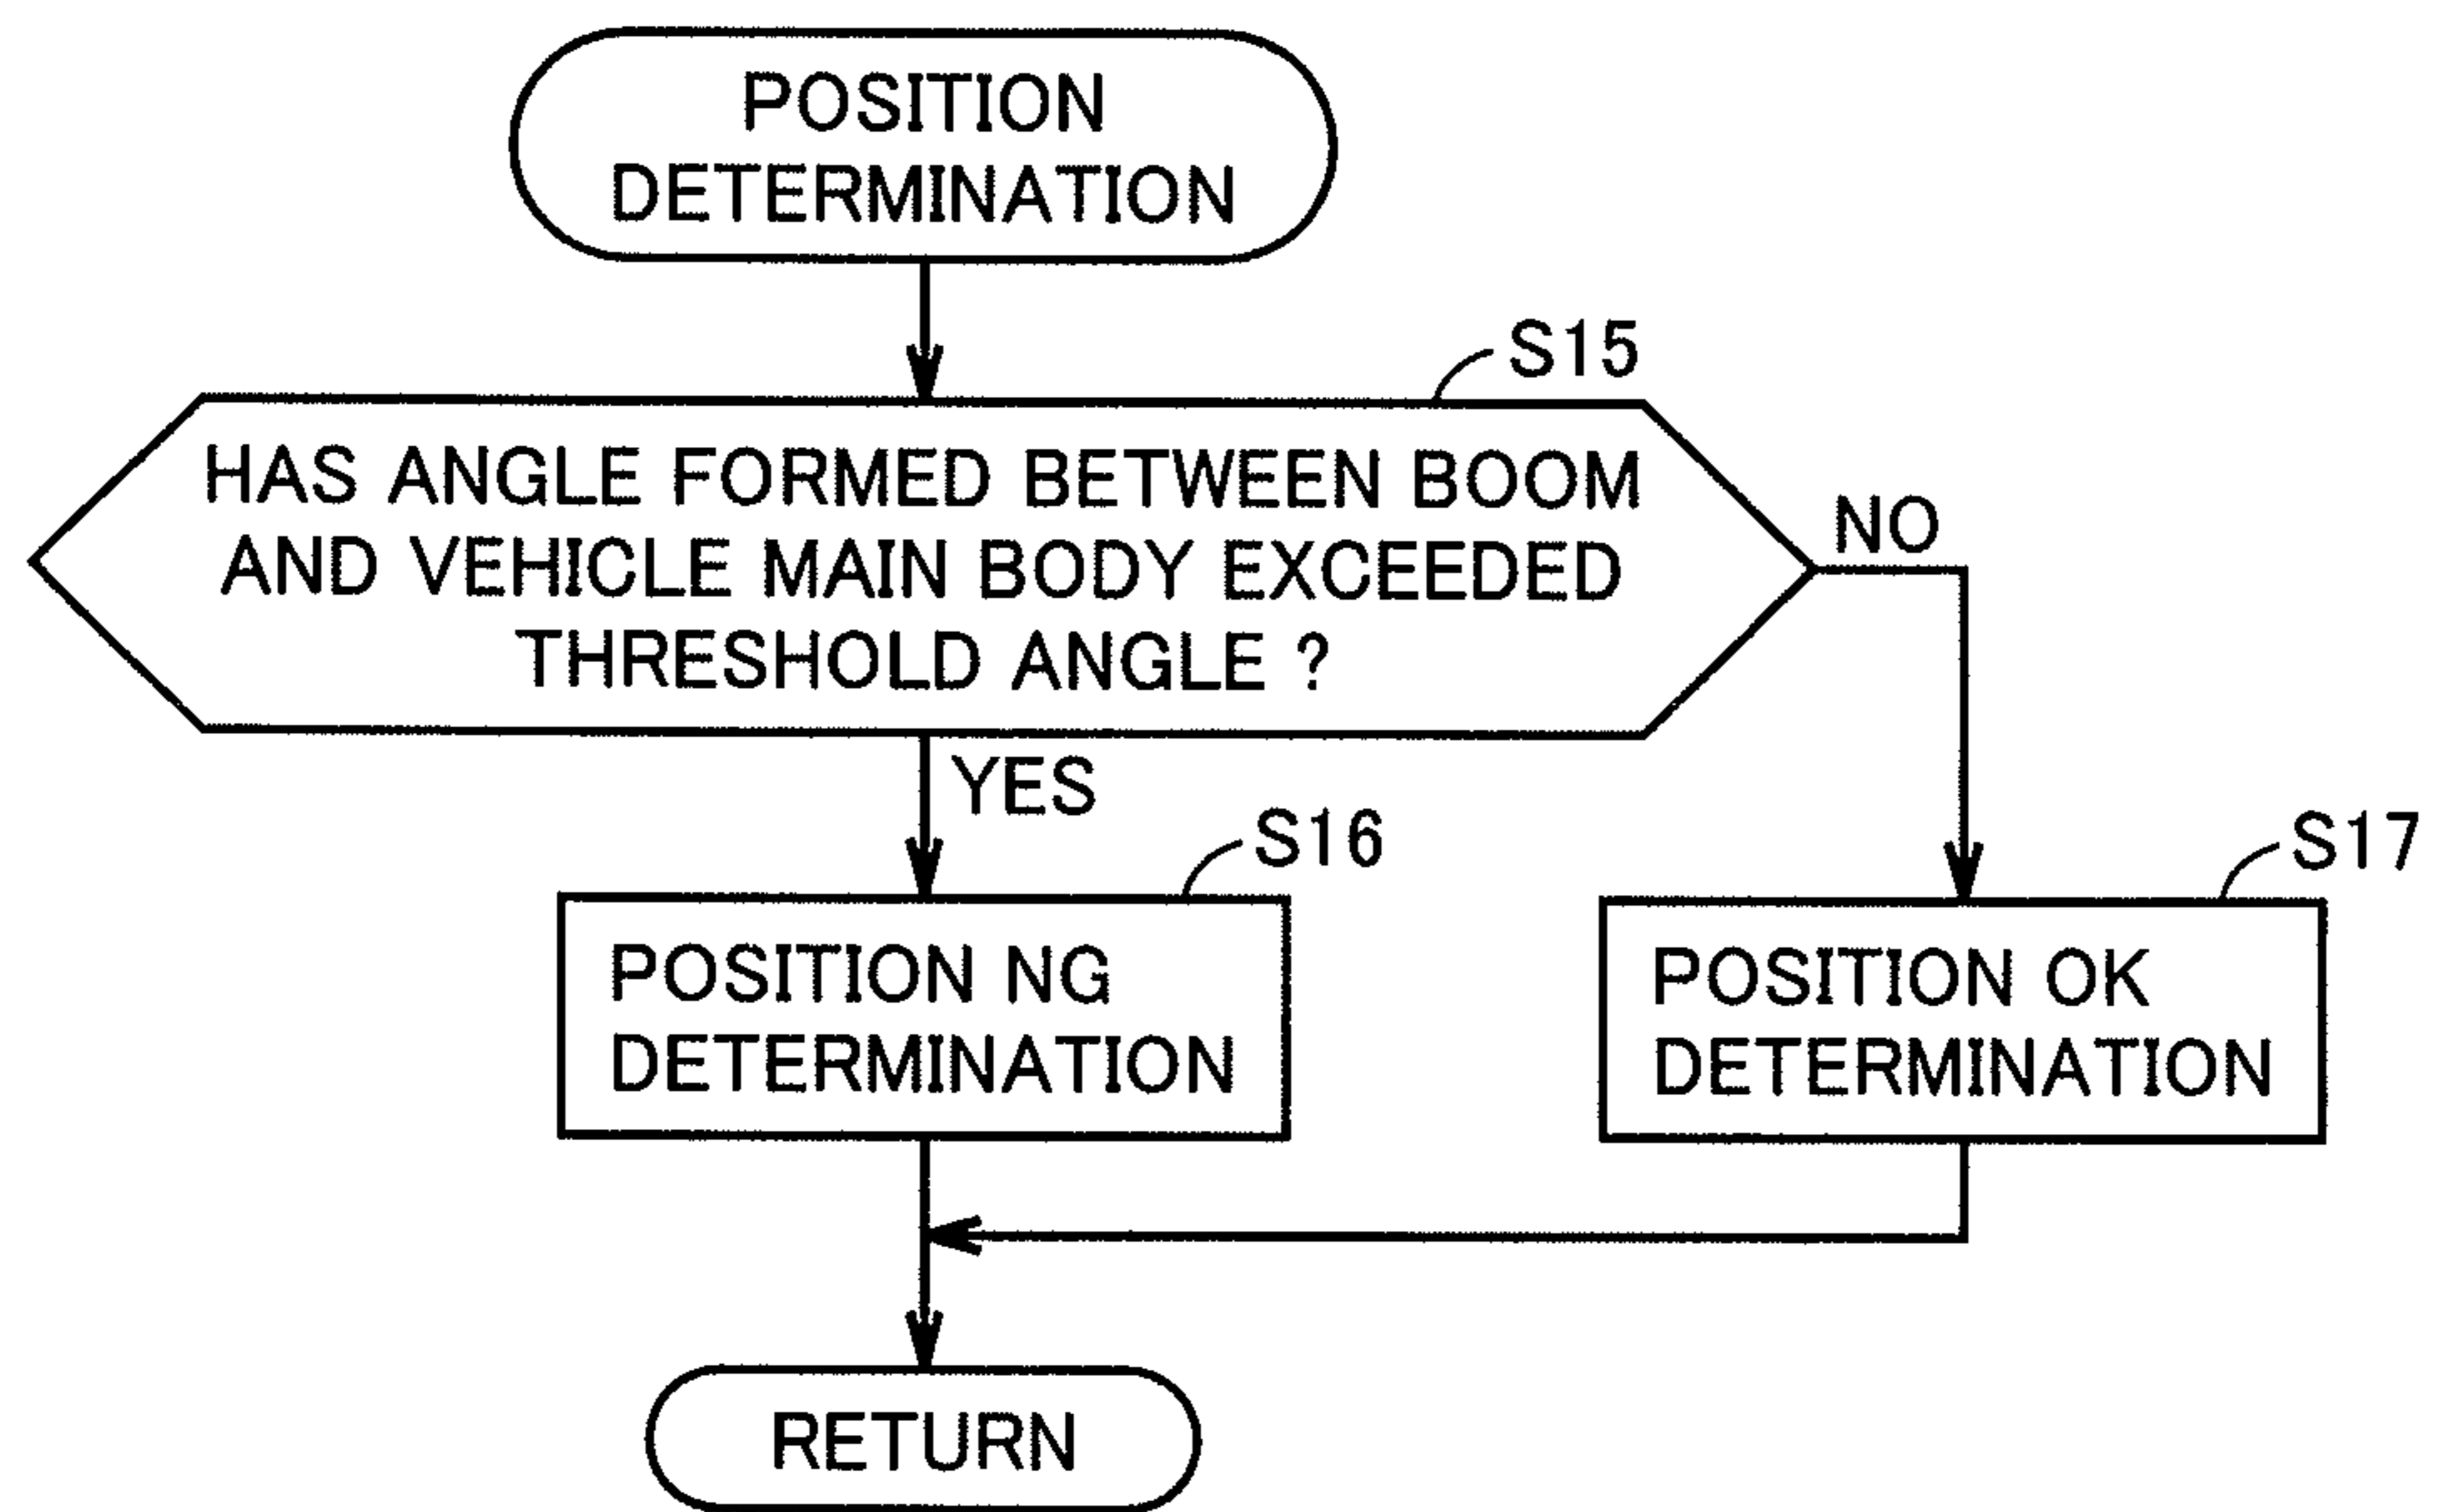 POSITION
DETERMINATION
S15
HAS ANGLE FORMED BETWEEN BOOM
AND VEHICLE MAIN BODY EXCEEDED
THRESHOLD ANGLE ?
NO
YES
S16
S17
POSITION NG
DETERMINATION
POSITION OK
DETERMINATION
RETURN